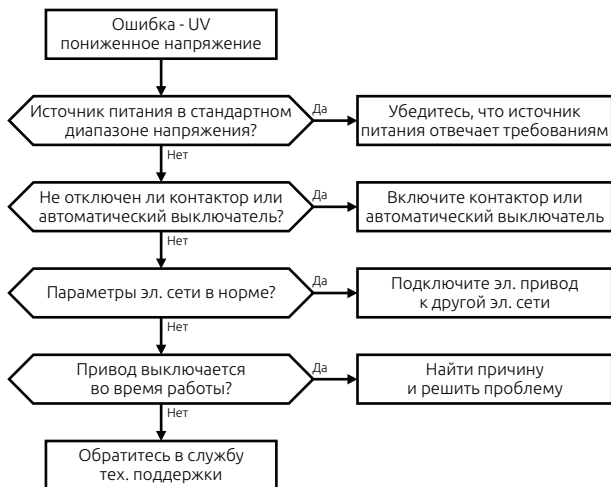 Ошибка - UV
пониженное напряжение
Источник питания в стандартном
диапазоне напряжения?
Да
Убедитесь, что источник
питания отвечает требованиям
Нет
Не отключен ли контактор или
автоматический выключатель?
Да
Включите контактор или
автоматический выключатель
Нет
Параметры эл. сети в норме?
Да
Подключите эл. привод
к другой эл. сети
Нет
Привод выключается
во время работы?
Да
Найти причину
и решить проблему
Нет
Обратитесь в службу
тех. поддержки